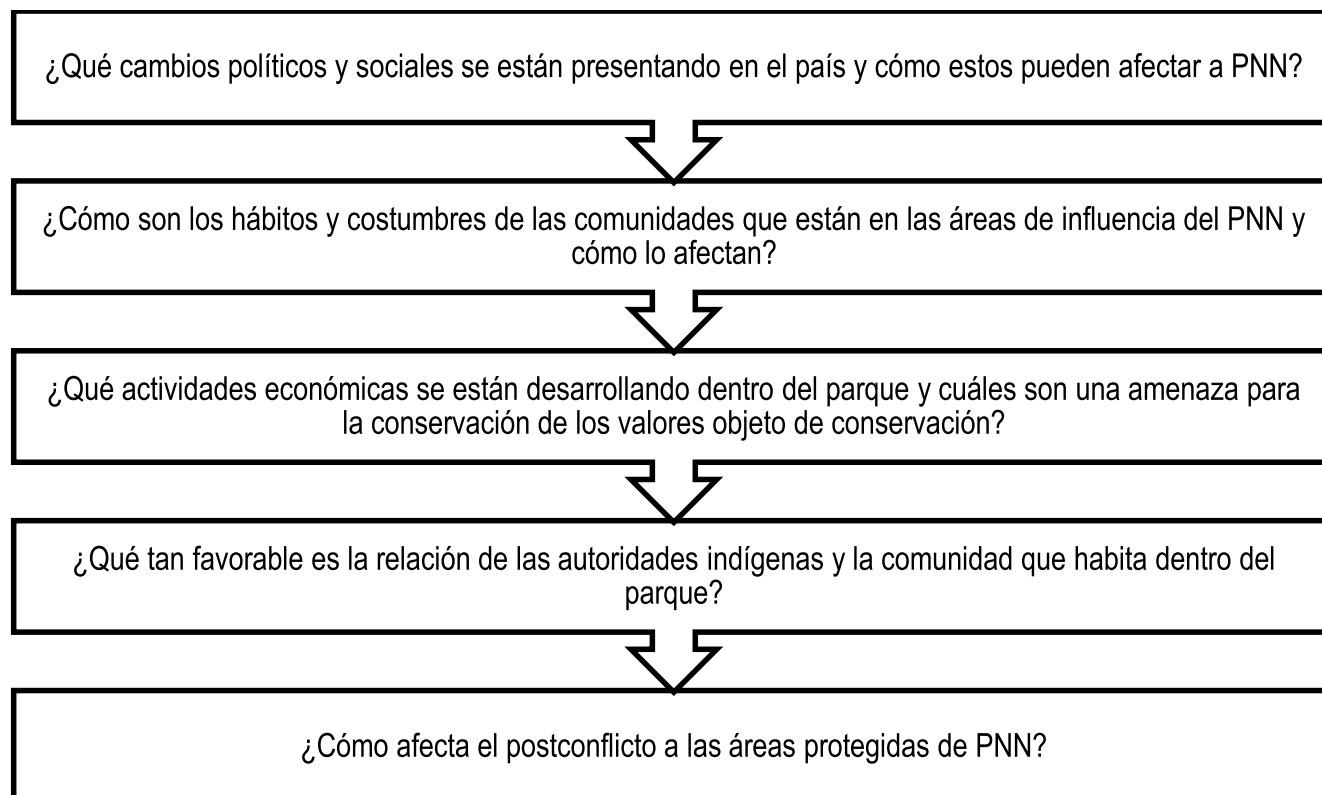 ¿Qué cambios políticos y sociales se están presentando en el país y cómo estos pueden afectar a PNN?
¿Cómo son los hábitos y costumbres de las comunidades que están en las áreas de influencia del PNN y
cómo lo afectan?
¿Qué actividades económicas se están desarrollando dentro del parque y cuáles son una amenaza para
la conservación de los valores objeto de conservación?
¿Qué tan favorable es la relación de las autoridades indígenas y la comunidad que habita dentro del
parque?
¿Cómo afecta el postconflicto a las áreas protegidas de PNN?